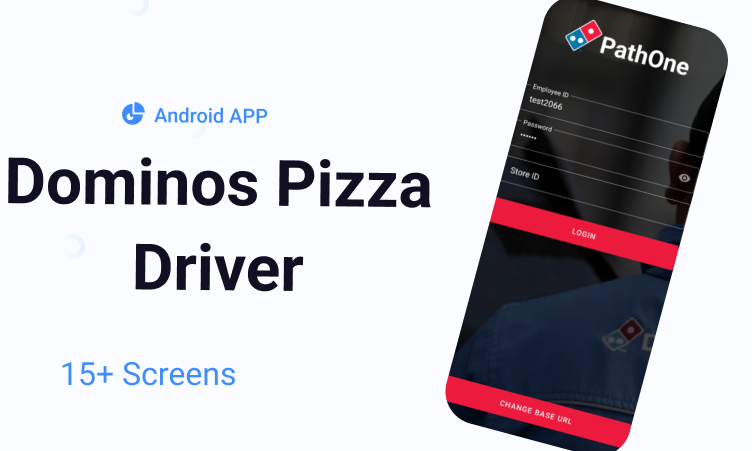 Android APP
Dominos Pizza
Driver
15+ Screens
PathOne
Employee ID
test2066
Password
••••••
Store ID
LOGIN
CHANGE BASE URL